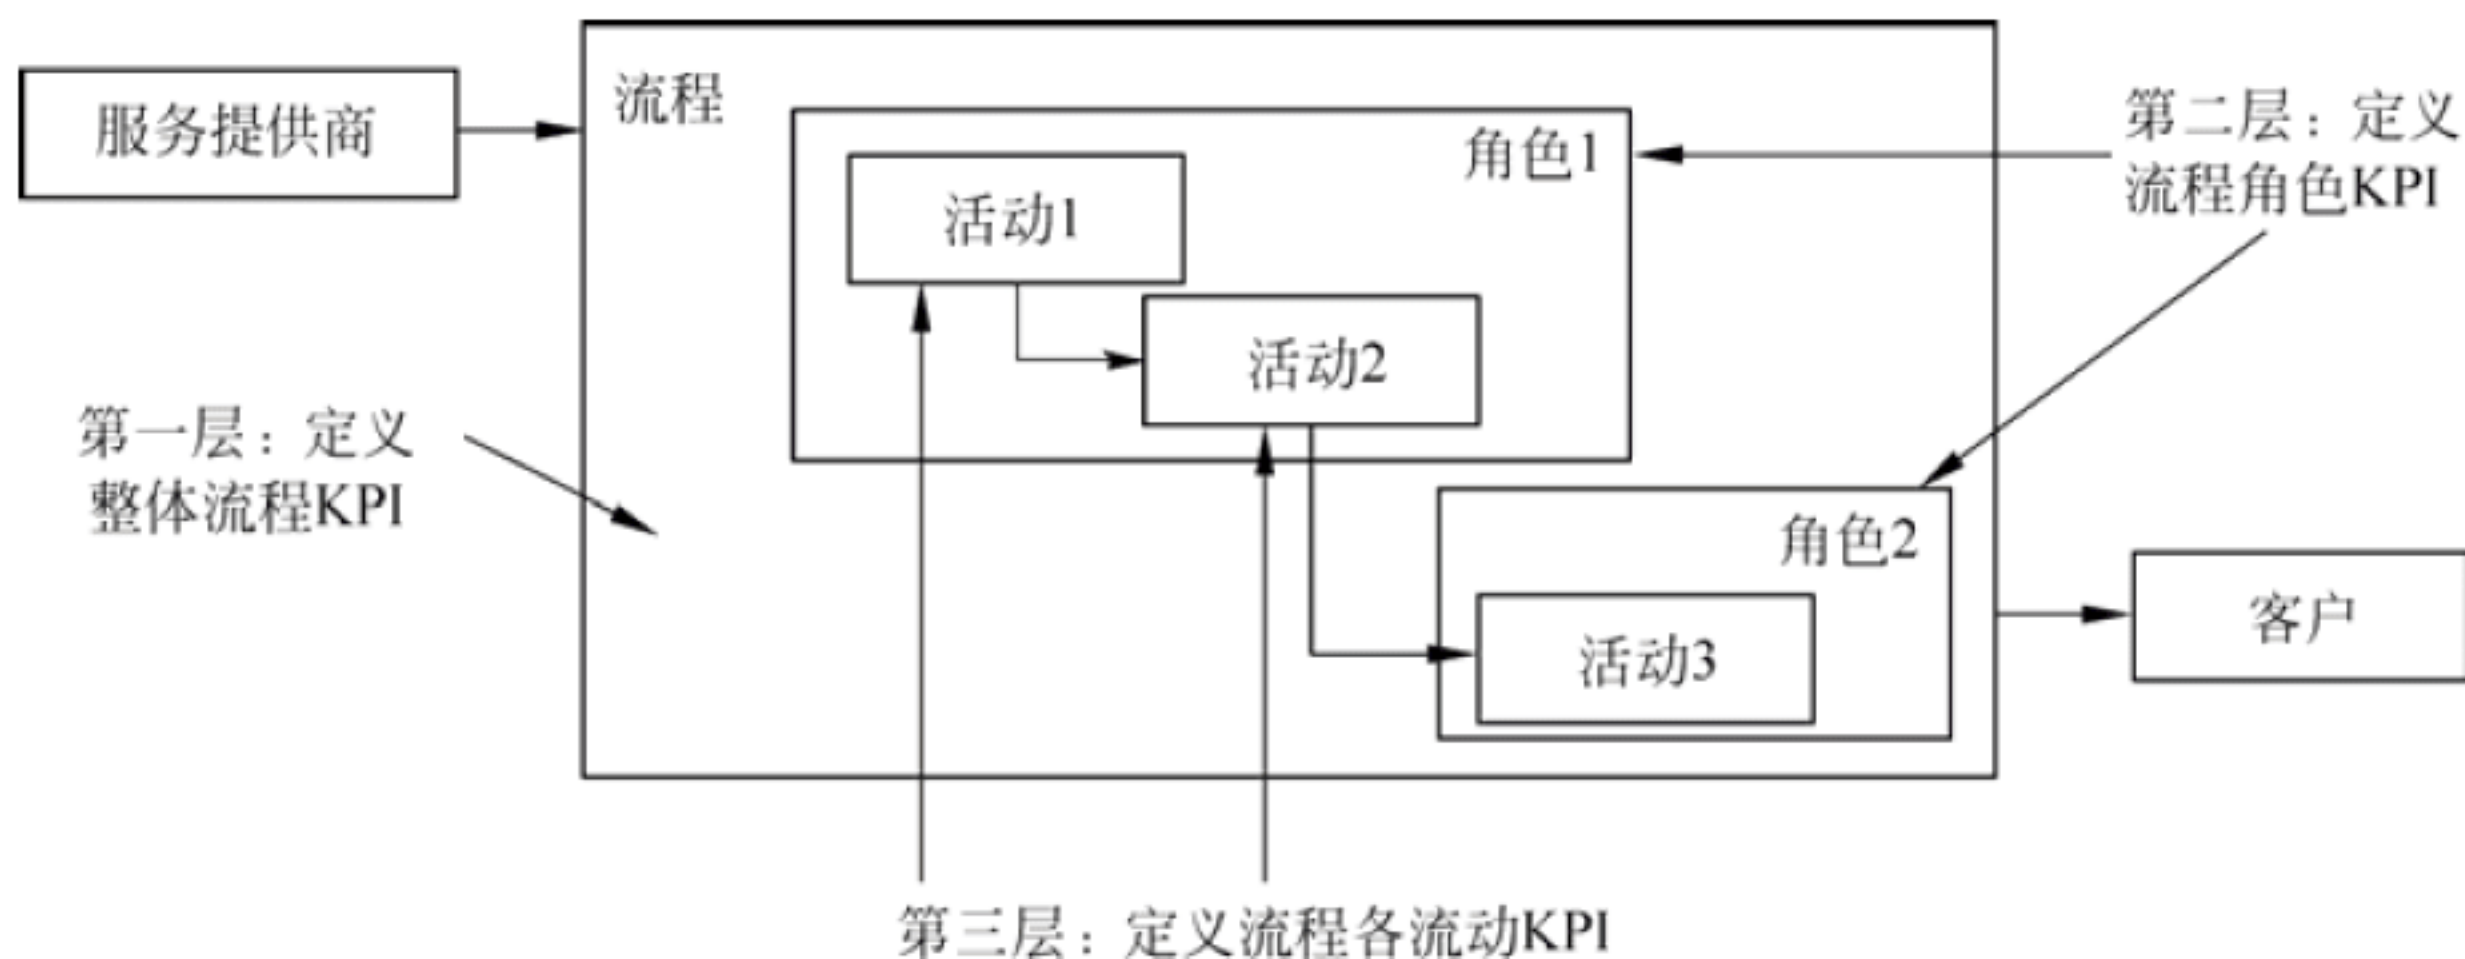 服务提供商
流程
角色1
活动1
活动2
第二层：定义
流程角色KPI
第一层：定义
整体流程KPI
角色2
活动3
客户
第三层：定义流程各流动KPI